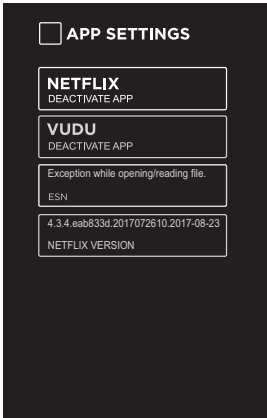 APP SETTINGS
NETFLIX
DEACTIVATE APP
VUDU
DEACTIVATE APP
Exception while opening/reading file.
ESN
4.3.4.eab833d.2017072610.2017-08-23
NETFLIX VERSION